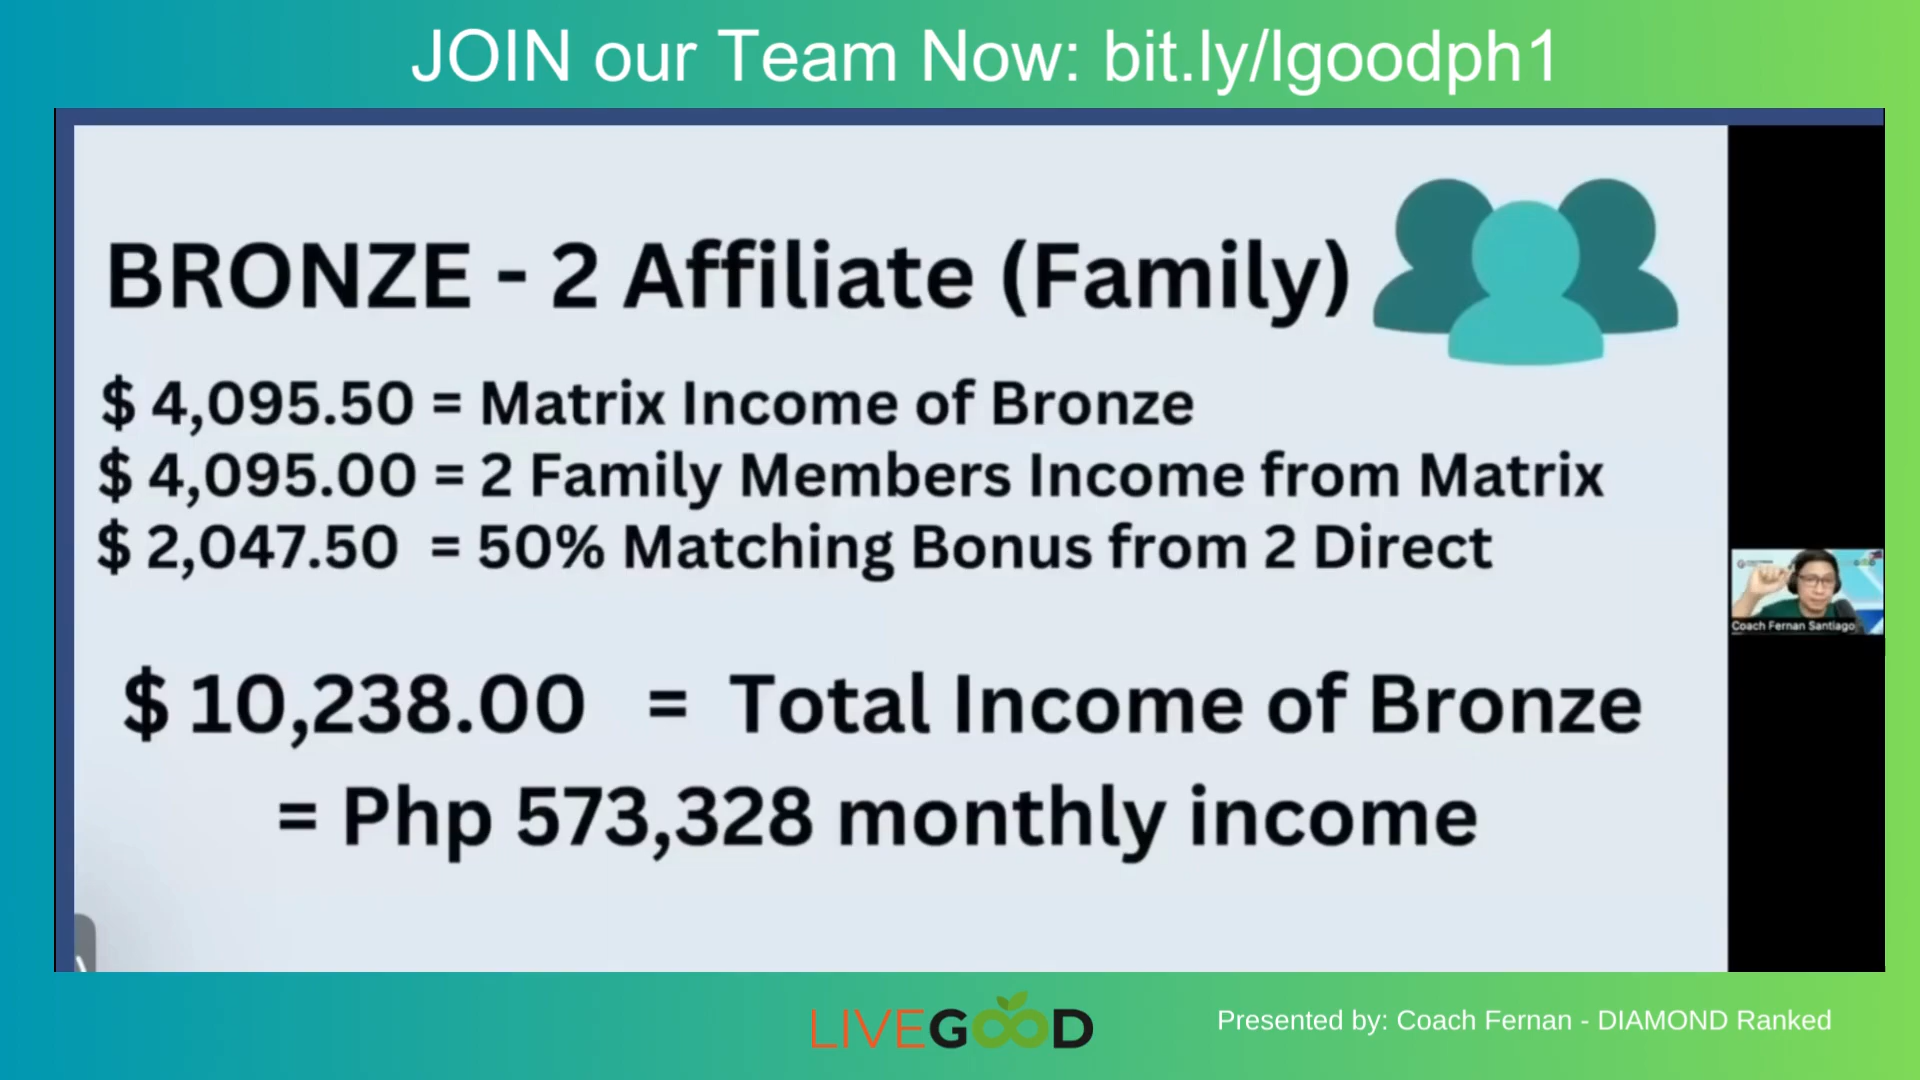 JOIN our Team Now: bit.ly/lgoodph1
BRONZE - 2 Affiliate (Family)
$ 4,095.50 = Matrix Income of Bronze
$ 4,095.00 = 2 Family Members Income from Matrix
$ 2,047.50 = 50% Matching Bonus from 2 Direct
$ 10,238.00 = Total Income of Bronze
= Php 573,328 monthly income
Coach Fernan Santiago
LIVEGOOD
Presented by: Coach Fernan - DIAMOND Ranked